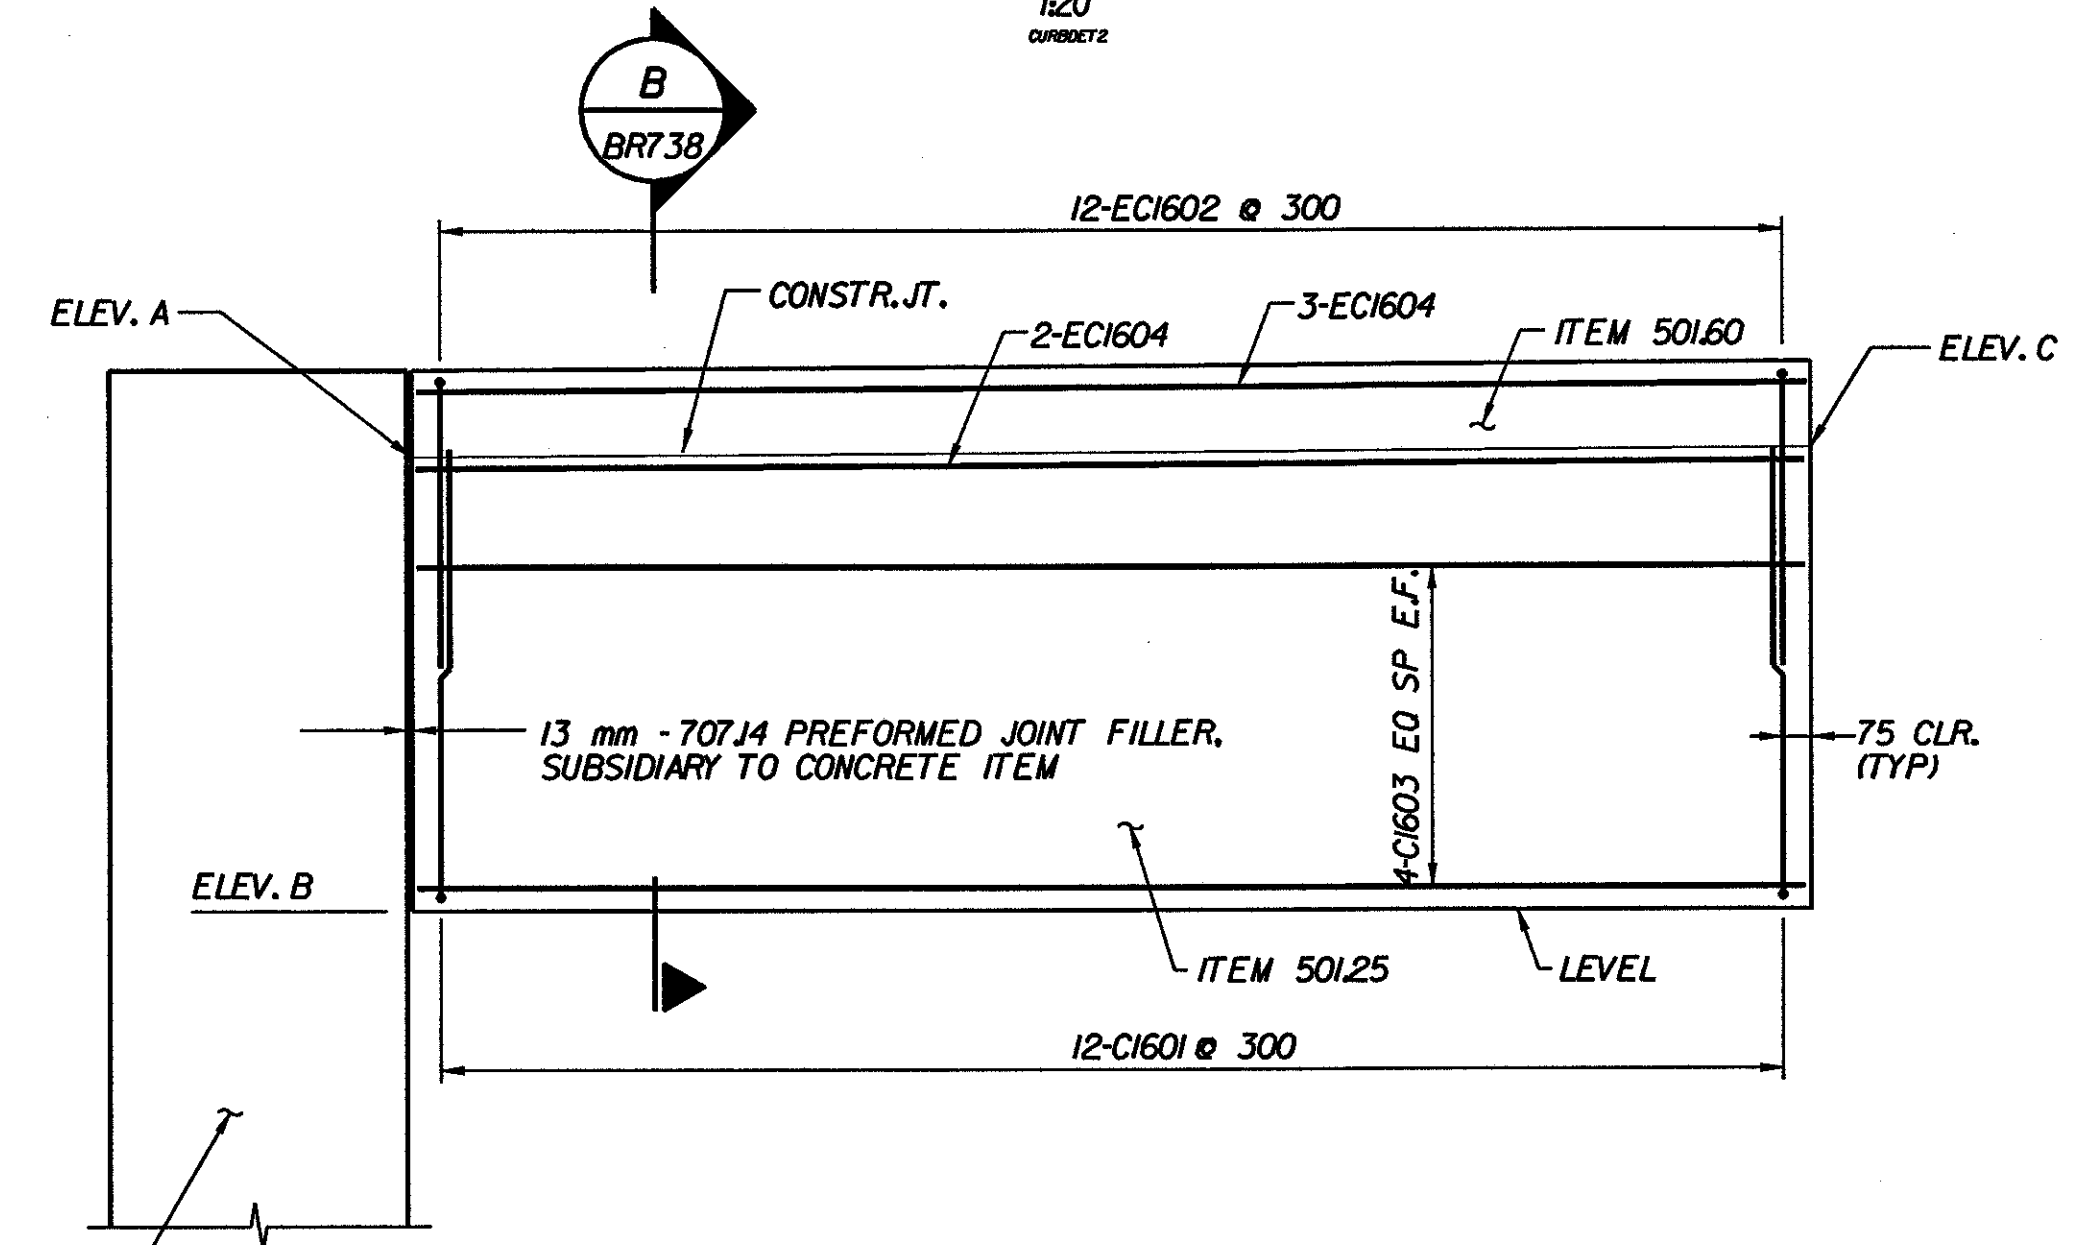 1:20
CURBDET2
B
BR738
12-EC1602 @ 300
ELEV. A
CONSTR. JT.
3-EC1604
2-EC1604
ITEM 501.60
ELEV. C
4-C1603 EQ SP E.F.
13 mm - 707.14 PREFORMED JOINT FILLER,
SUBSIDIARY TO CONCRETE ITEM
75 CLR.
(TYP)
ELEV. B
ITEM 501.25
LEVEL
12-C1601 @ 300